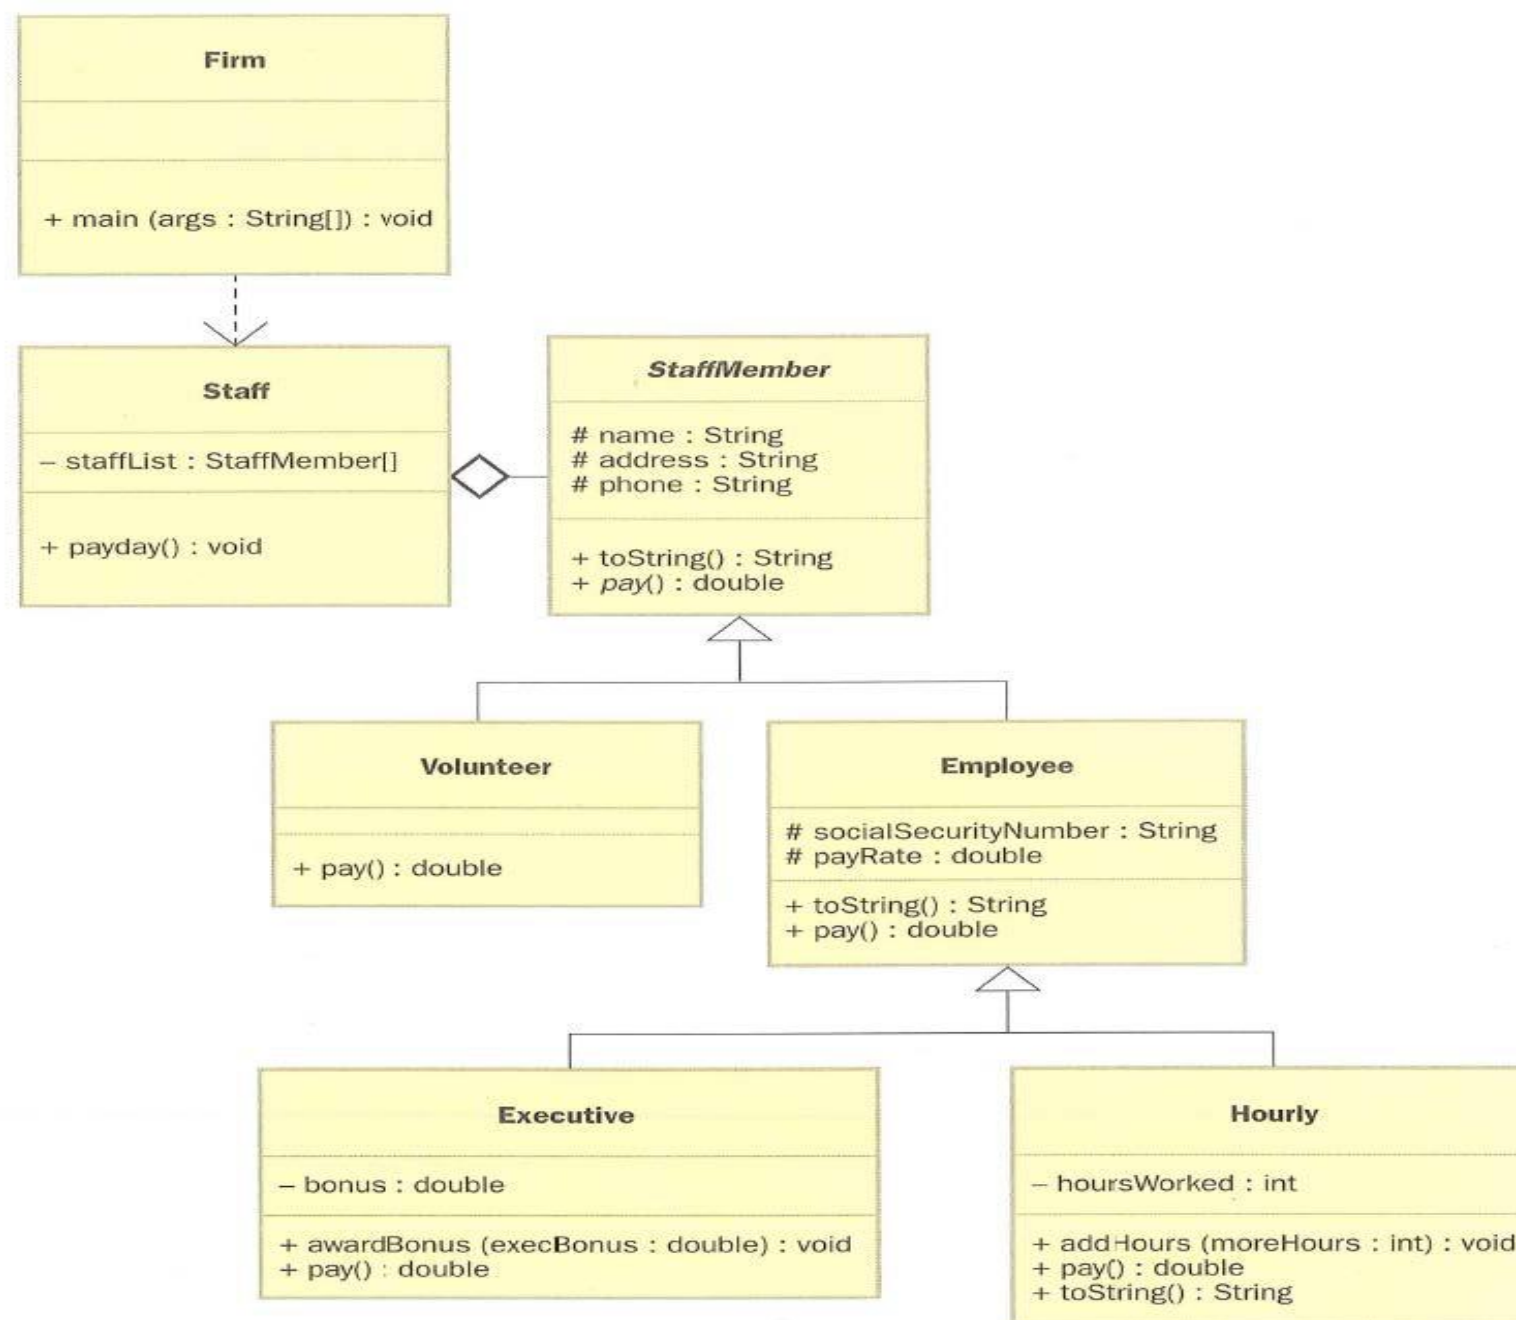 Firm
+ main (args : String[]) : void
Staff
– staffList : StaffMember[]
+ payday() : void
StaffMember
# name : String
# address : String
# phone : String
+ toString() : String
+ pay() : double
Volunteer
+ pay() : double
Employee
# socialSecurityNumber : String
# payRate : double
+ toString() : String
+ pay() : double
Executive
– bonus : double
+ awardBonus (execBonus : double) : void
+ pay() : double
Hourly
– hoursWorked : int
+ addHours (moreHours : int) : void
+ pay() : double
+ toString() : String